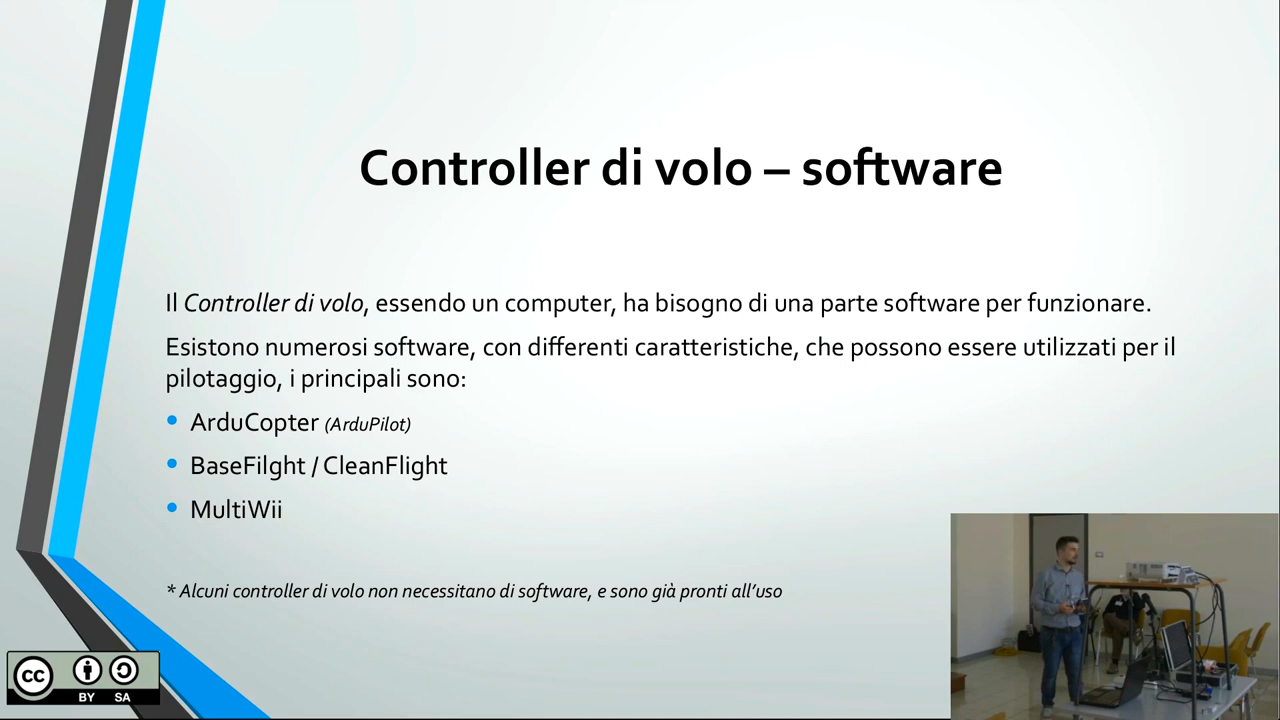 Controller di volo – software
Il Controller di volo, essendo un computer, ha bisogno di una parte software per funzionare.
Esistono numerosi software, con differenti caratteristiche, che possono essere utilizzati per il
pilotaggio, i principali sono:
• ArduCopter (ArduPilot)
• BaseFilght / CleanFlight
• MultiWii
* Alcuni controller di volo non necessitano di software, e sono già pronti all’uso
cc
BY SA